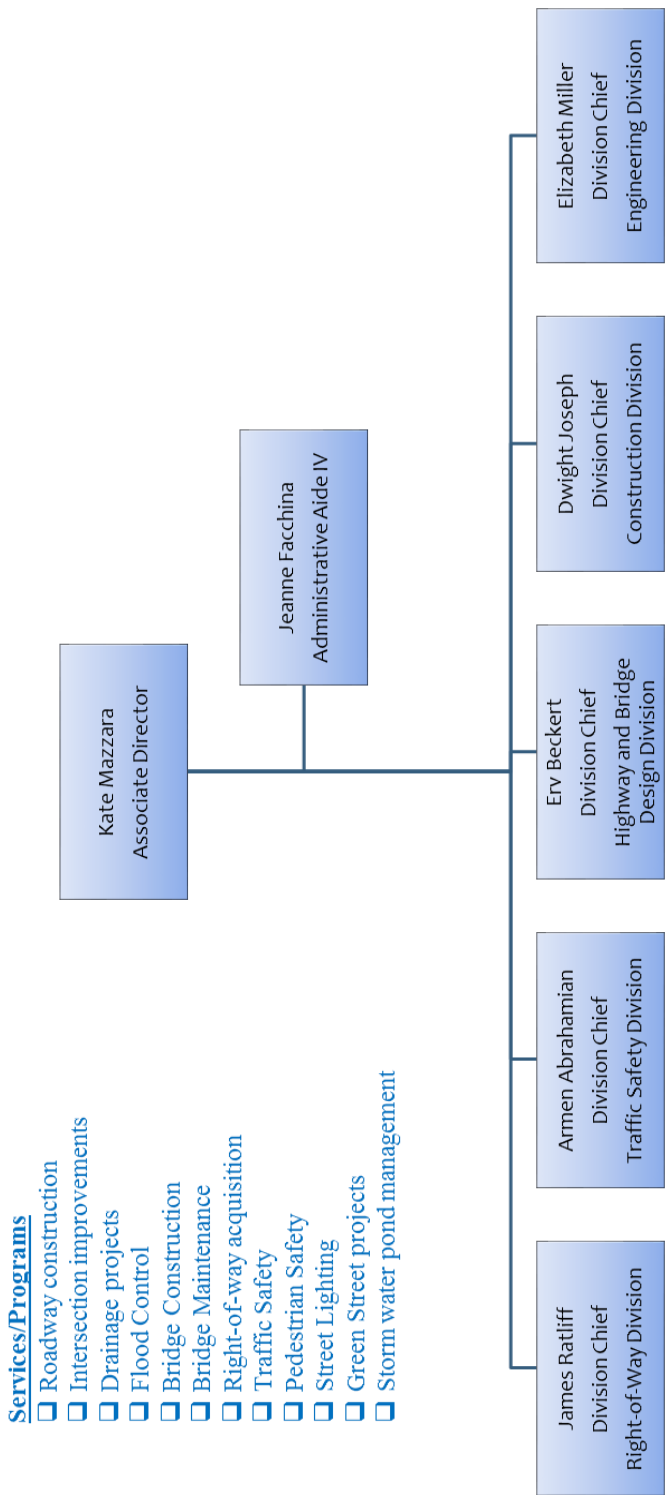 Services/Programs
❑ Roadway construction
❑ Intersection improvements
❑ Drainage projects
❑ Flood Control
❑ Bridge Construction
❑ Bridge Maintenance
❑ Right-of-way acquisition
❑ Traffic Safety
❑ Pedestrian Safety
❑ Street Lighting
❑ Green Street projects
❑ Storm water pond management
Kate Mazzara
Associate Director
Jeanne Facchina
Administrative Aide IV
James Ratliff
Division Chief
Right-of-Way Division
Armen Abrahamian
Division Chief
Traffic Safety Division
Erv Beckert
Division Chief
Highway and Bridge
Design Division
Dwight Joseph
Division Chief
Construction Division
Elizabeth Miller
Division Chief
Engineering Division